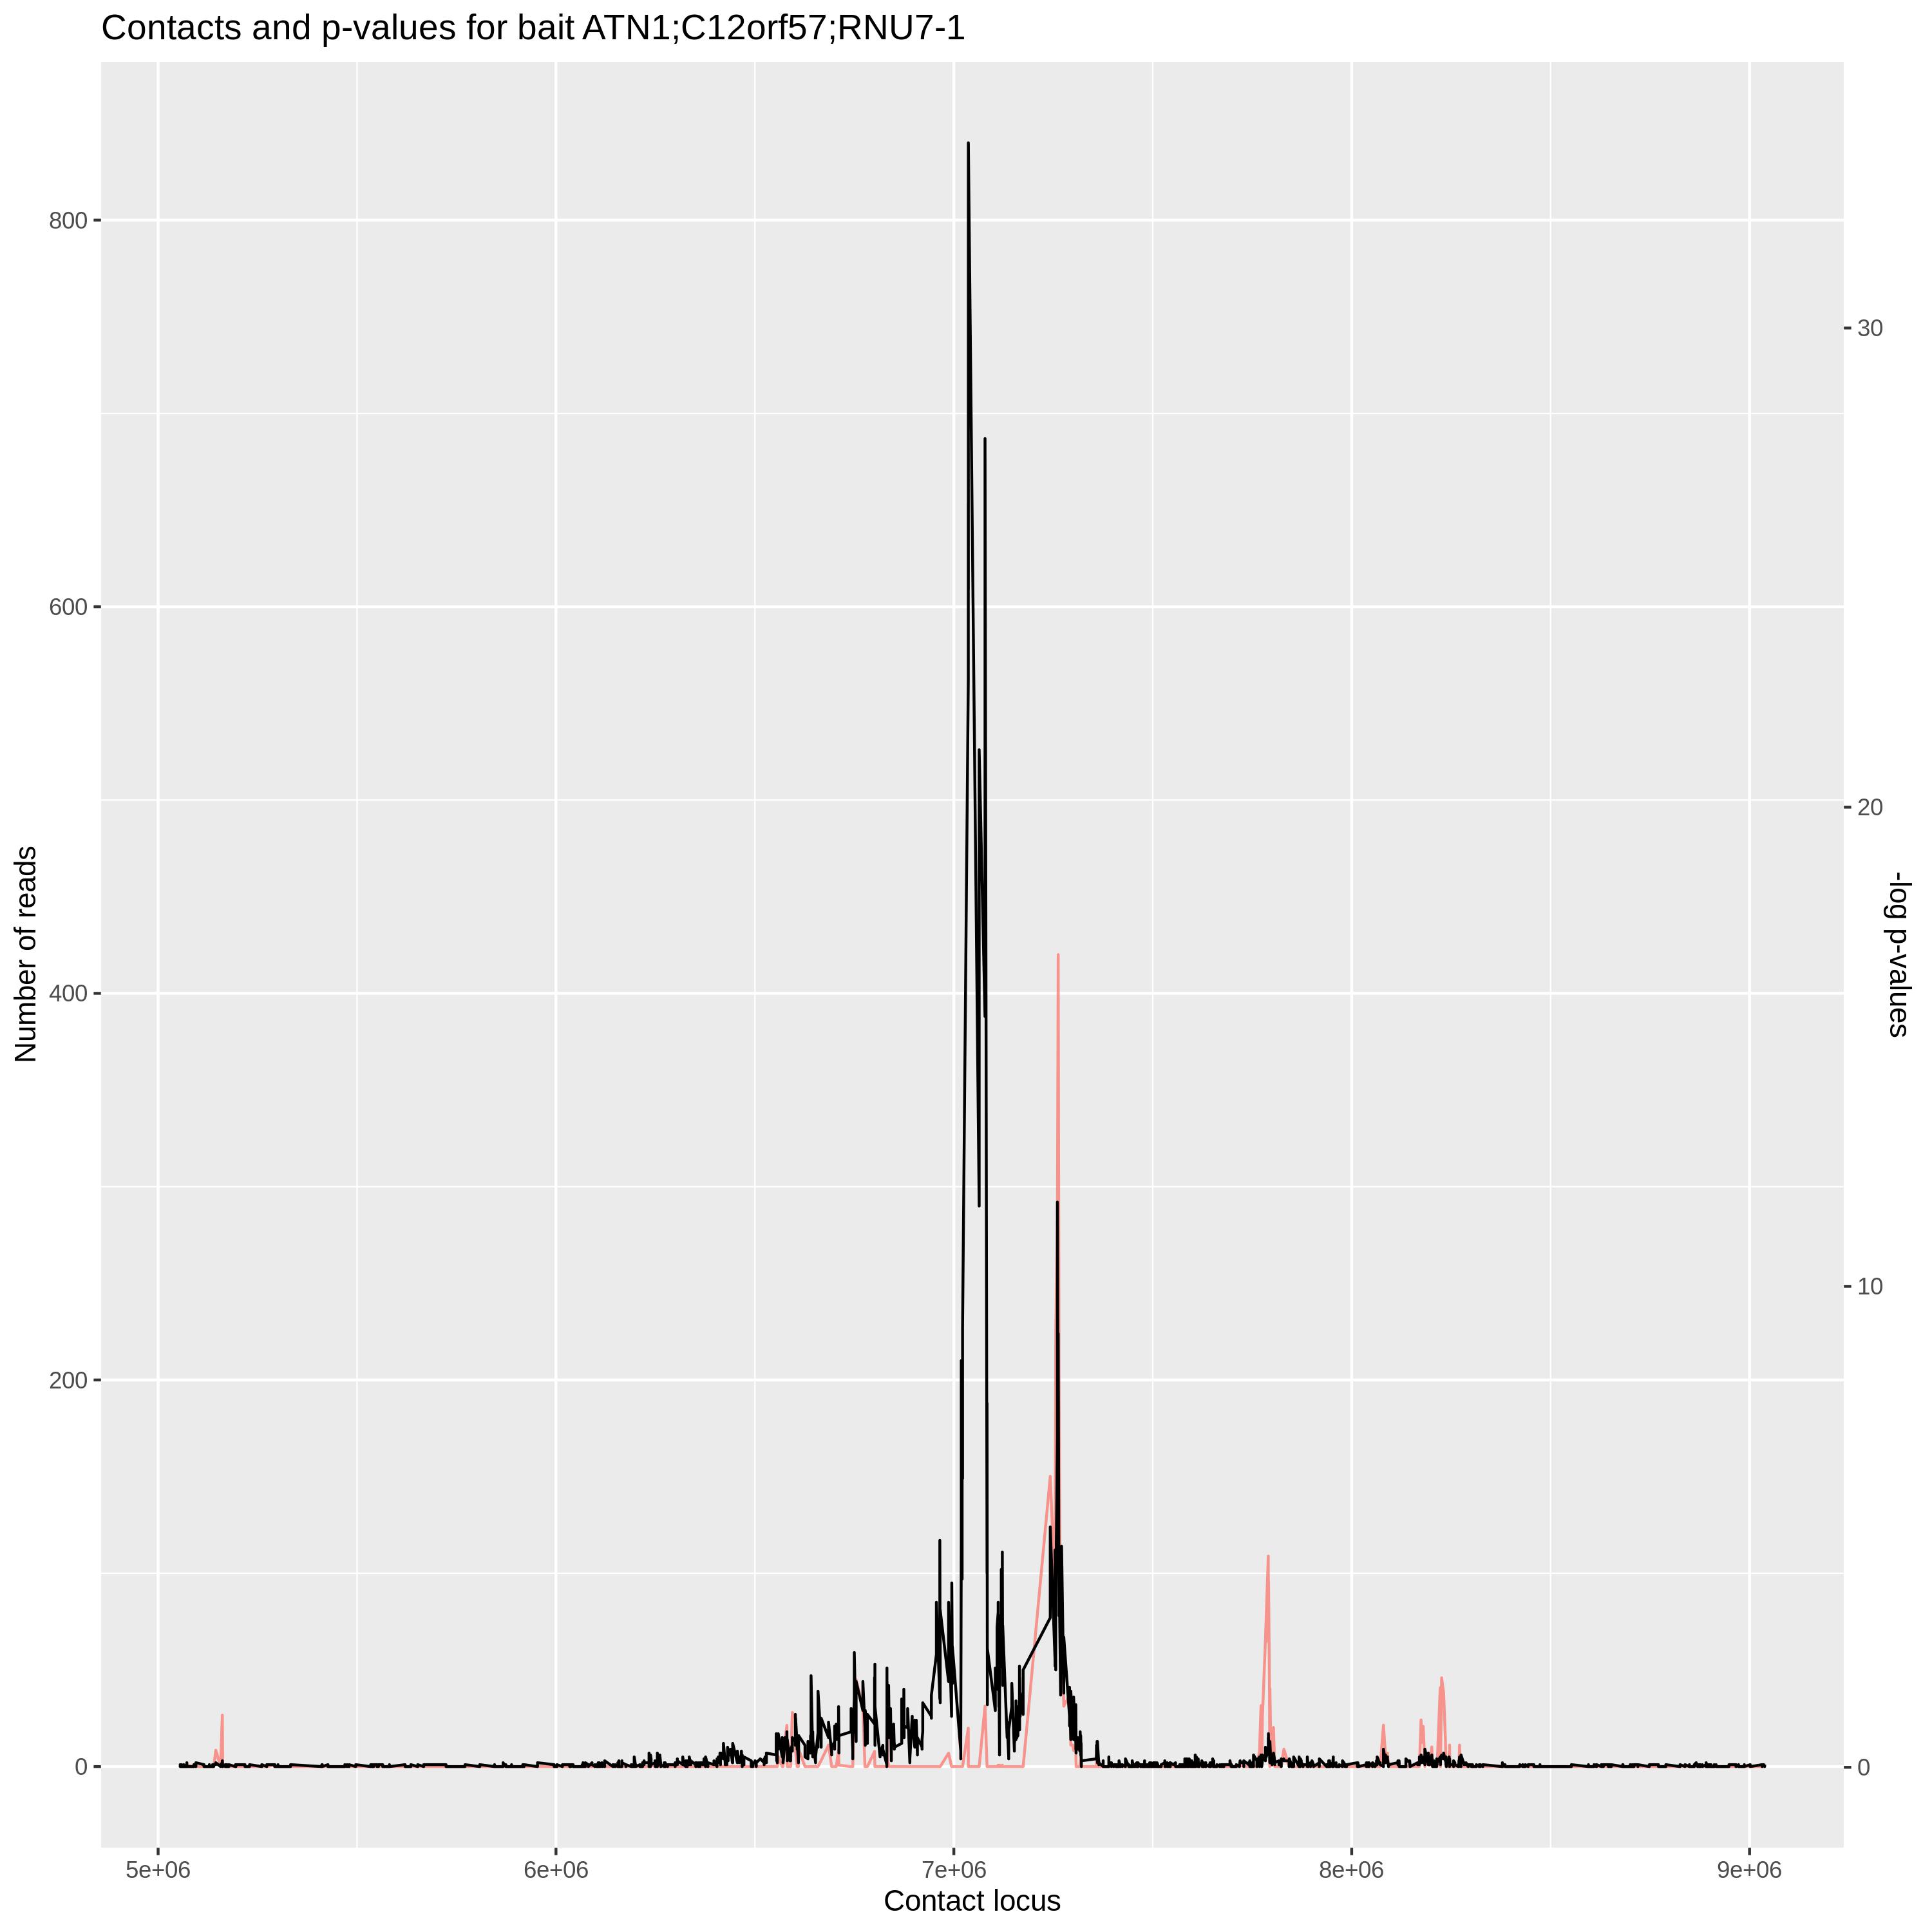 Contacts and p-values for bait ATN1;C12orf57;RNU7-1
800
600
400
200
0
Number of reads
30
20
10
0
-log p-values
5e+06
6e+06
7e+06
8e+06
9e+06
Contact locus